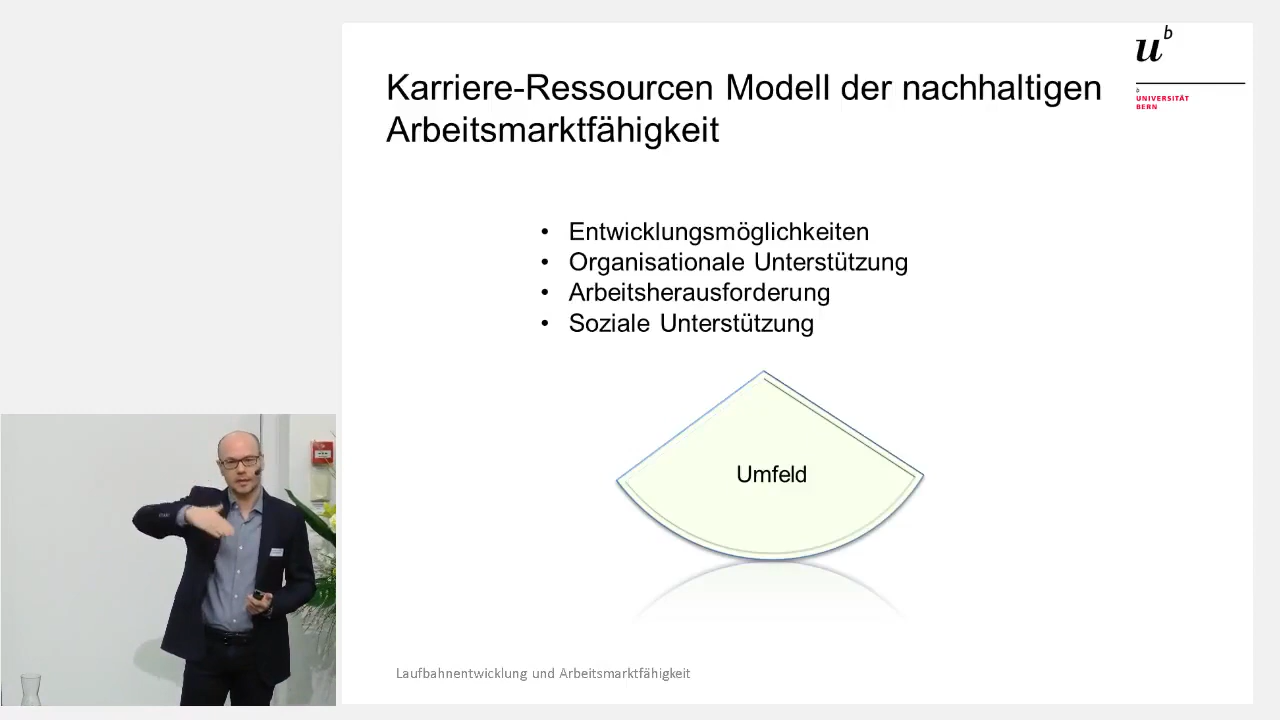 Karriere-Ressourcen Modell der nachhaltigen
Arbeitsmarktfähigkeit
u^b
b
UNIVERSITÄT
BERN
• Entwicklungsmöglichkeiten
• Organisationale Unterstützung
• Arbeitsherausforderung
• Soziale Unterstützung
Umfeld
Laufbahnentwicklung und Arbeitsmarktfähigkeit